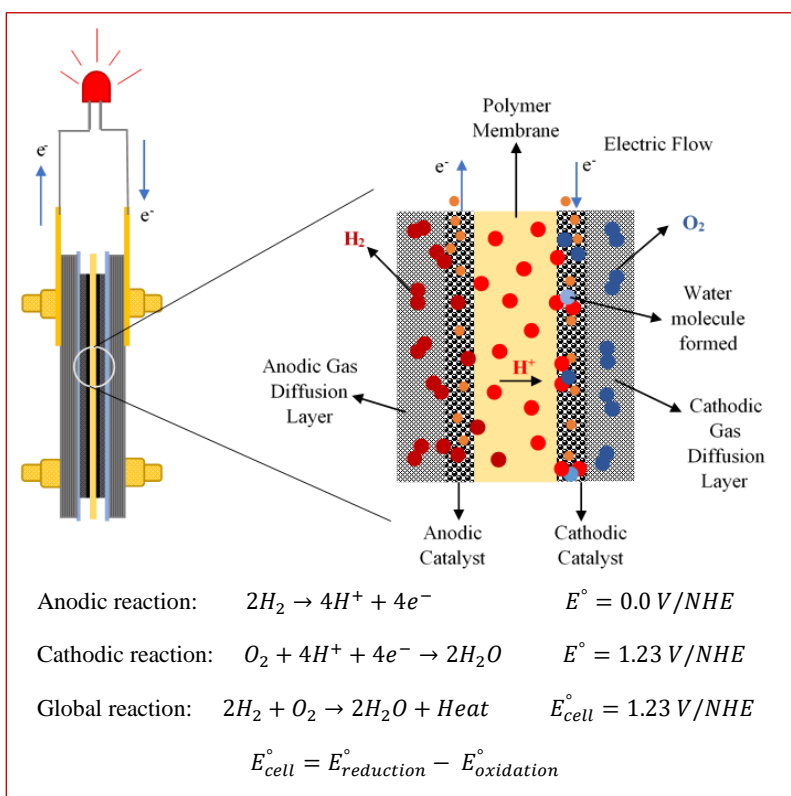 Polymer
Membrane
Electric Flow
e-
e-
e-
e-
H₂
O₂
Water
molecule
formed
H⁺
Anodic Gas
Diffusion
Layer
Cathodic
Gas
Diffusion
Layer
Anodic
Catalyst
Cathodic
Catalyst
Anodic reaction: 2H₂ → 4H⁺ + 4e⁻ E° = 0.0 V/NHE
Cathodic reaction: O₂ + 4H⁺ + 4e⁻ → 2H₂O E° = 1.23 V/NHE
Global reaction: 2H₂ + O₂ → 2H₂O + Heat E°cell = 1.23 V/NHE
E°cell = E°reduction − E°oxidation